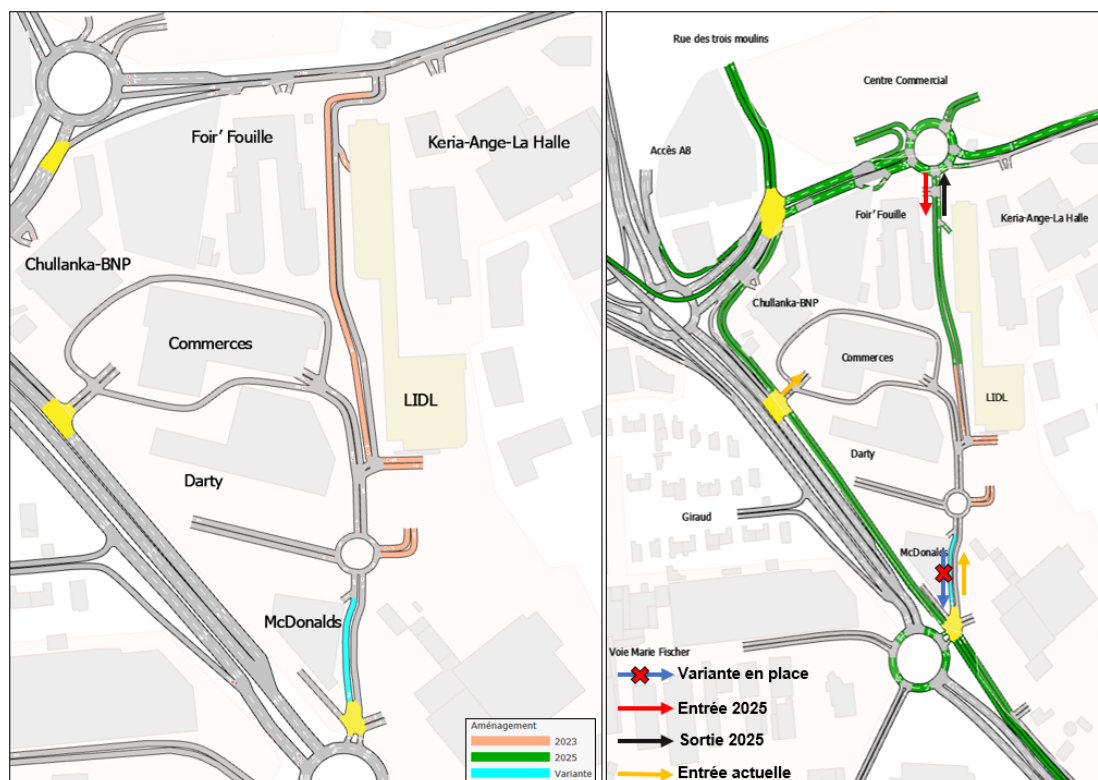 Foir' Fouille
Keria-Ange-La Halle
Chullanka-BNP
Commerces
LIDL
Darty
McDonalds
Aménagement
2023
2025
Variante
Rue des trois moulins
Centre Commercial
Accès A8
Foir' Fouille
Keria-Ange-La Halle
Chullanka-BNP
Commerces
LIDL
Darty
Giraud
McDonalds
Voie Marie Fischer
Variante en place
Entrée 2025
Sortie 2025
Entrée actuelle